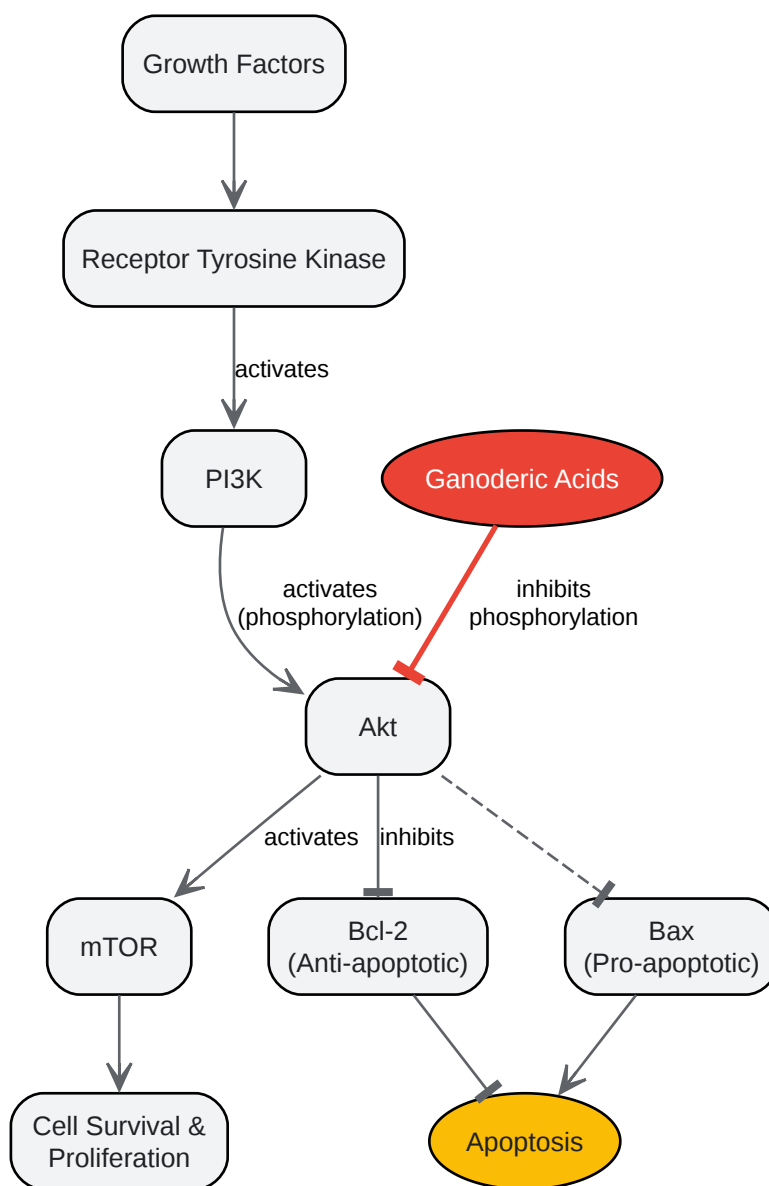 Growth Factors
Receptor Tyrosine Kinase
activates
PI3K
Ganoderic Acids
activates
(phosphorylation)
inhibits
phosphorylation
Akt
activates
inhibits
mTOR
Bcl-2
(Anti-apoptotic)
Bax
(Pro-apoptotic)
Cell Survival &
Proliferation
Apoptosis